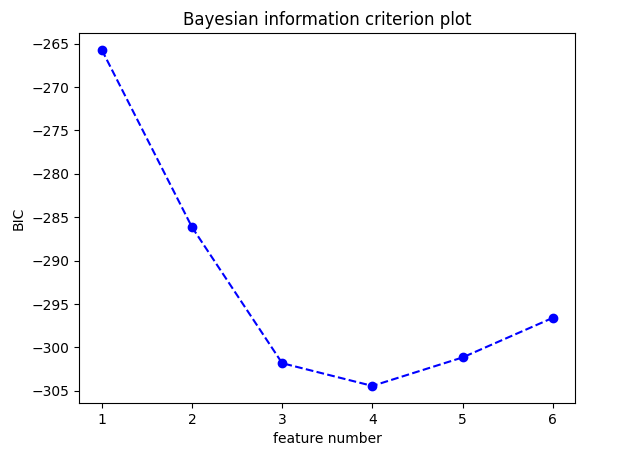 Bayesian information criterion plot
−265
−270
−275
−280
−285
−290
−295
−300
−305
BIC
1 2 3 4 5 6
feature number